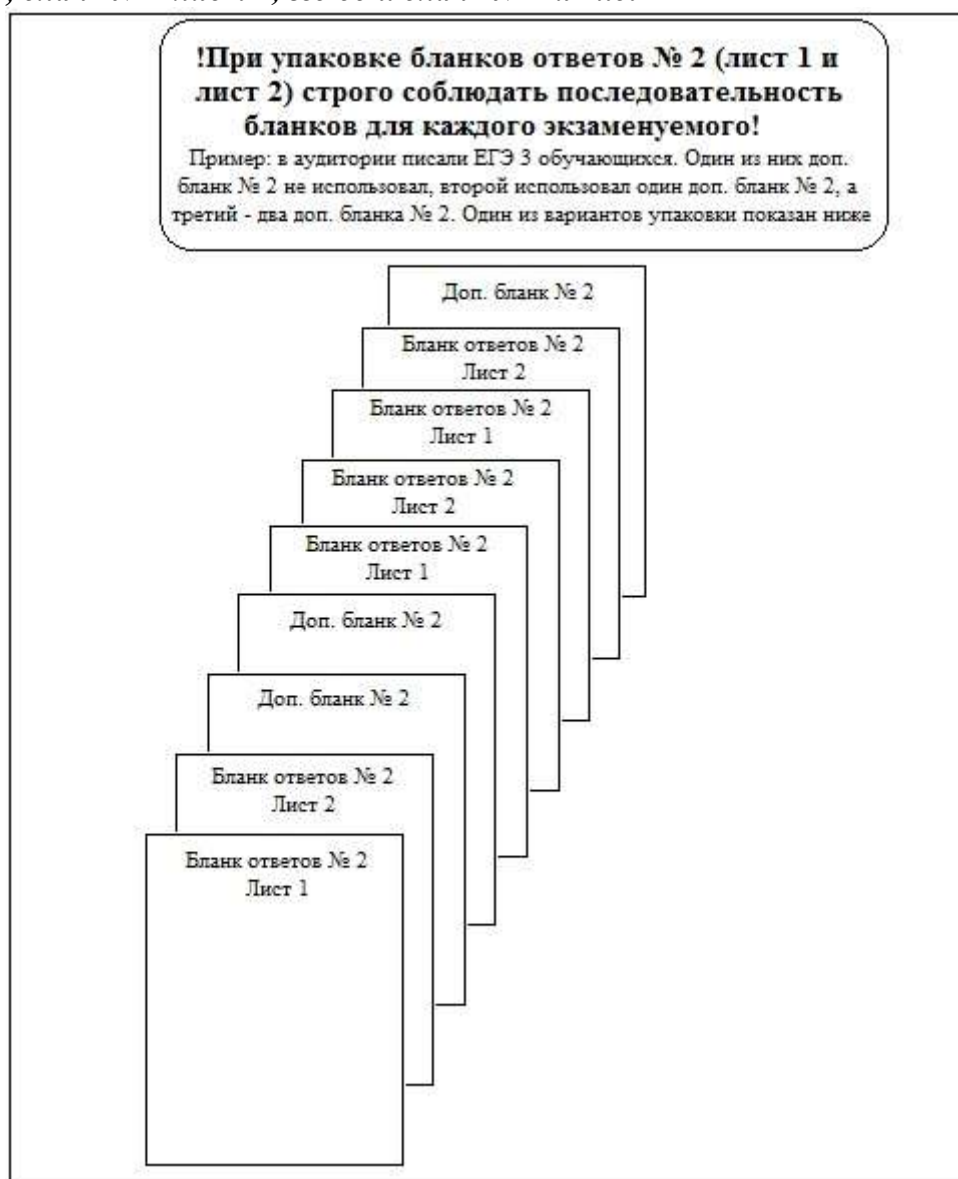 !При упаковке бланков ответов № 2 (лист 1 и
лист 2) строго соблюдать последовательность
бланков для каждого экзаменуемого!
Пример: в аудитории писали ЕГЭ 3 обучающихся. Один из них доп.
бланк № 2 не использовал, второй использовал один доп. бланк № 2, а
третий - два доп. бланка № 2. Один из вариантов упаковки показан ниже
Доп. бланк № 2
Бланк ответов № 2
Лист 2
Бланк ответов № 2
Лист 1
Бланк ответов № 2
Лист 2
Бланк ответов № 2
Лист 1
Доп. бланк № 2
Доп. бланк № 2
Бланк ответов № 2
Лист 2
Бланк ответов № 2
Лист 1